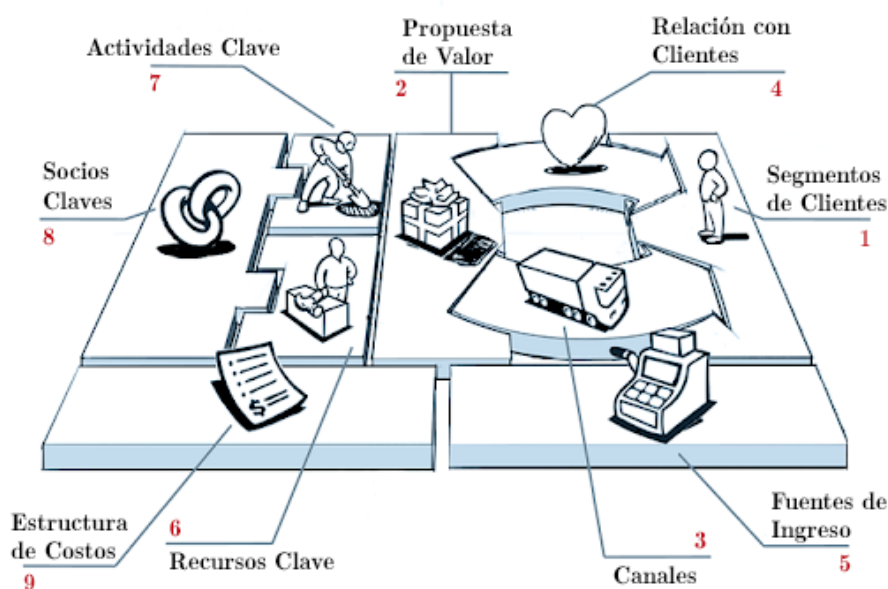 Actividades Clave
7
Propuesta
de Valor
2
Relación con
Clientes
4
Socios
Claves
8
Segmentos
de Clientes
1
Estructura
de Costos
9
6
Recursos Clave
3
Canales
Fuentes de
Ingreso
5